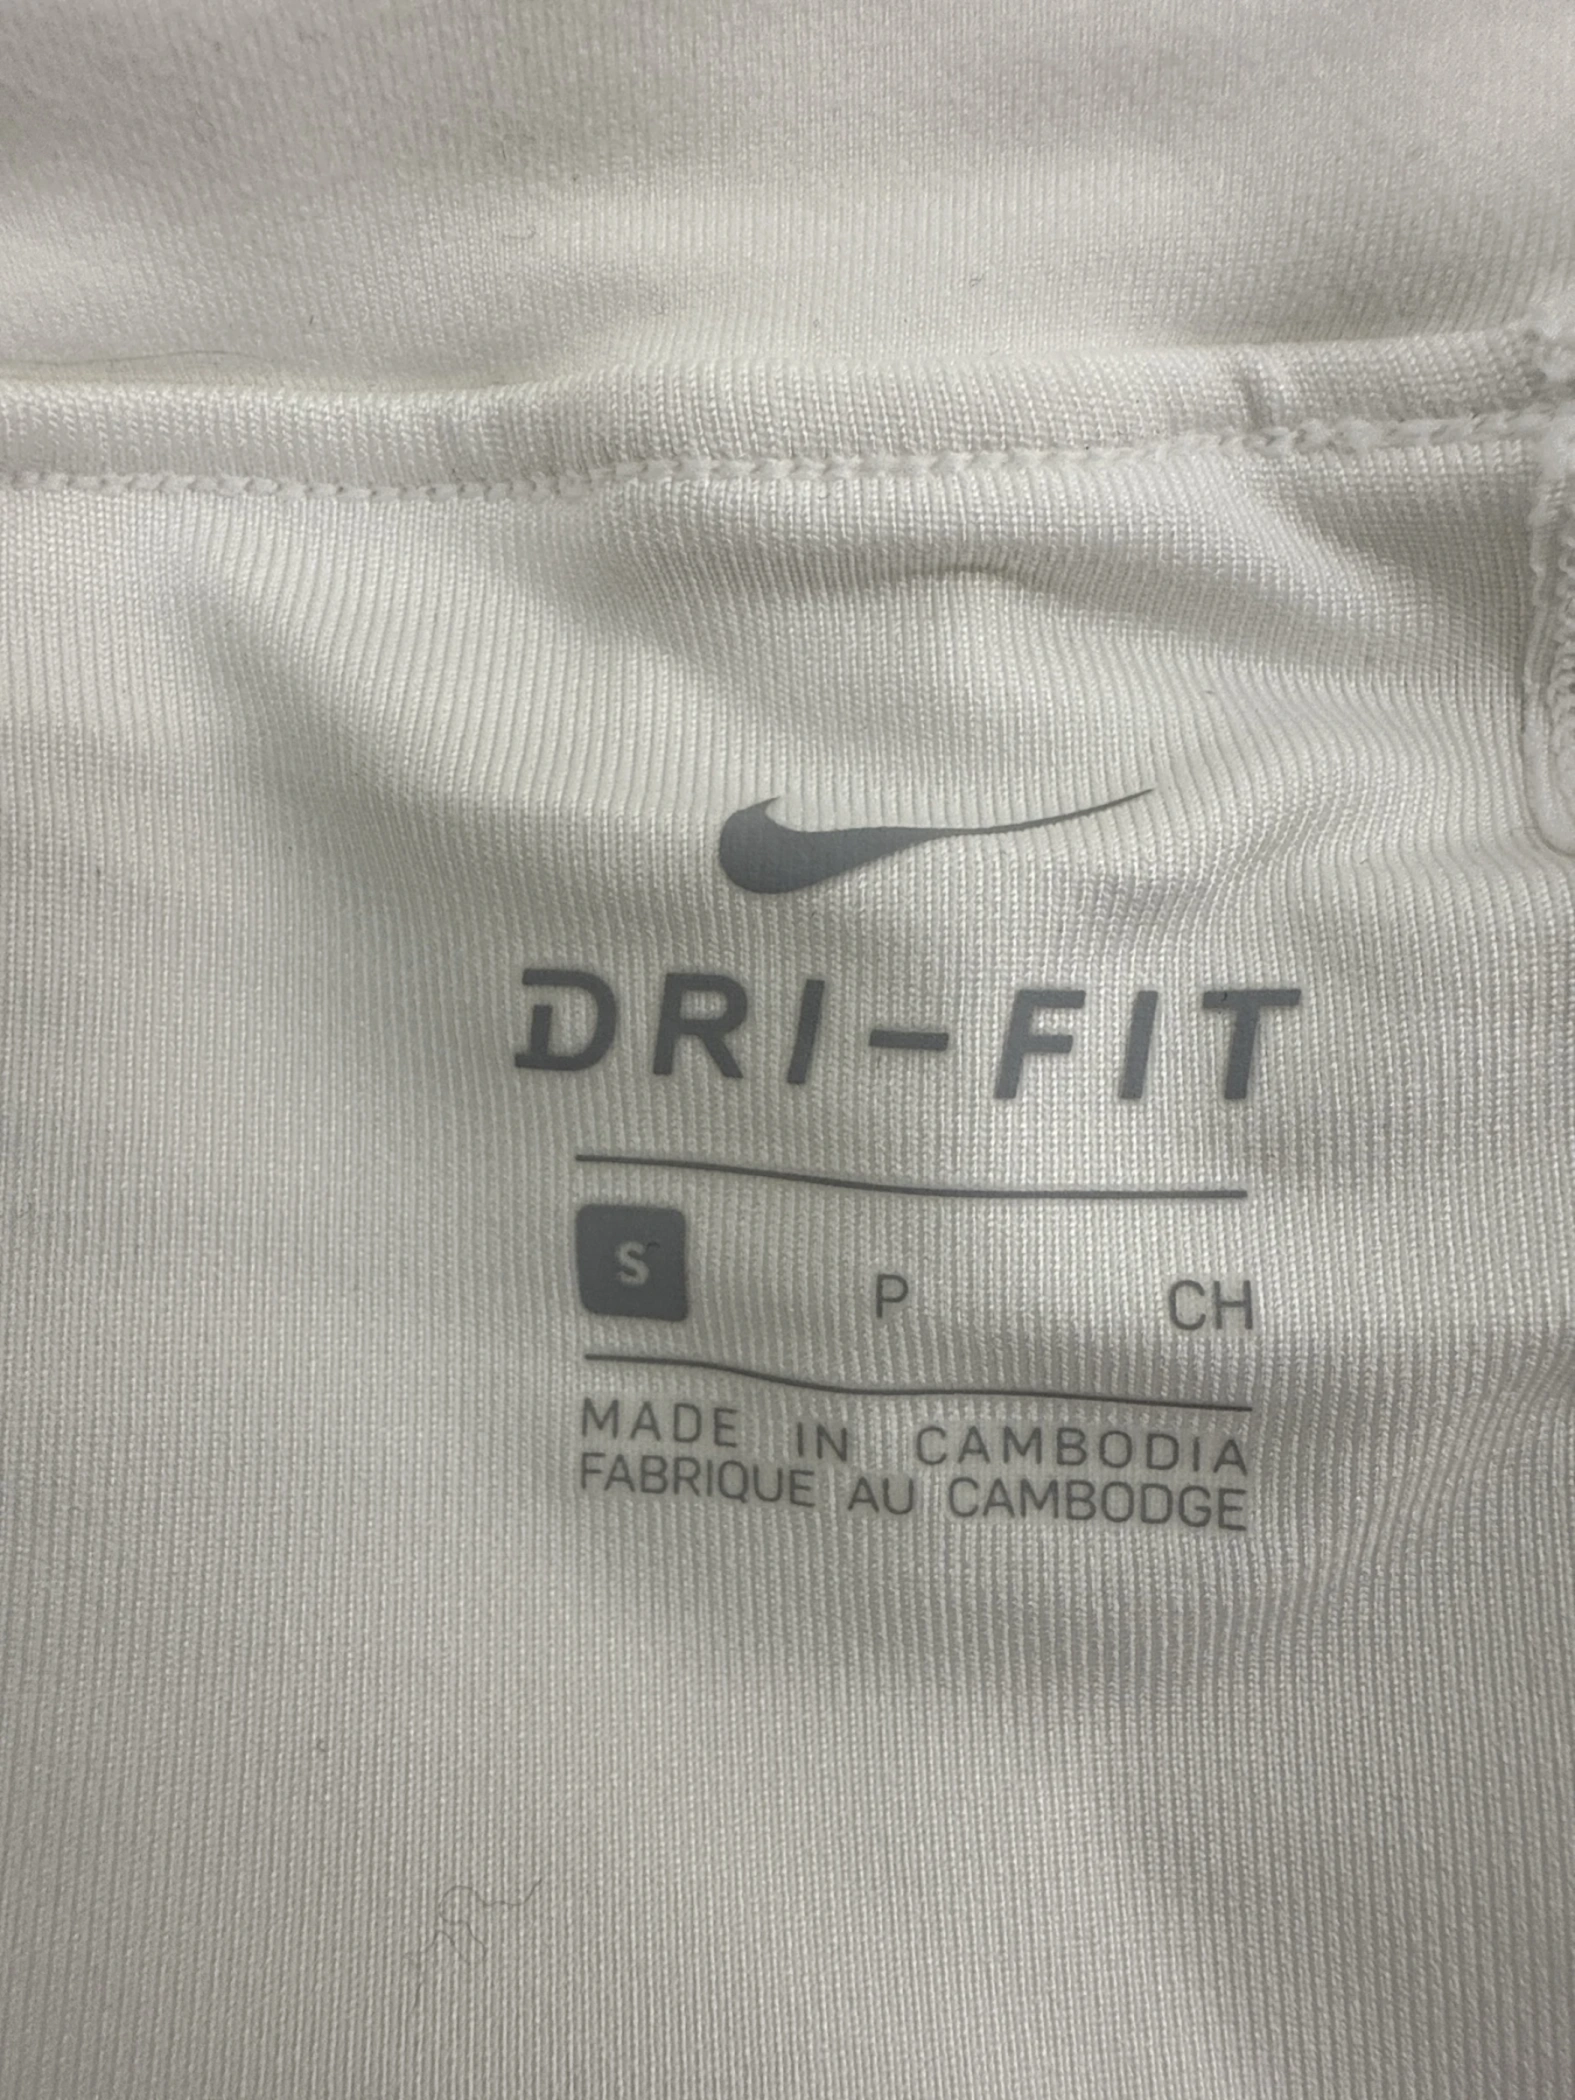 DRI-FIT
S P CH
MADE IN CAMBODIA
FABRIQUE AU CAMBODGE